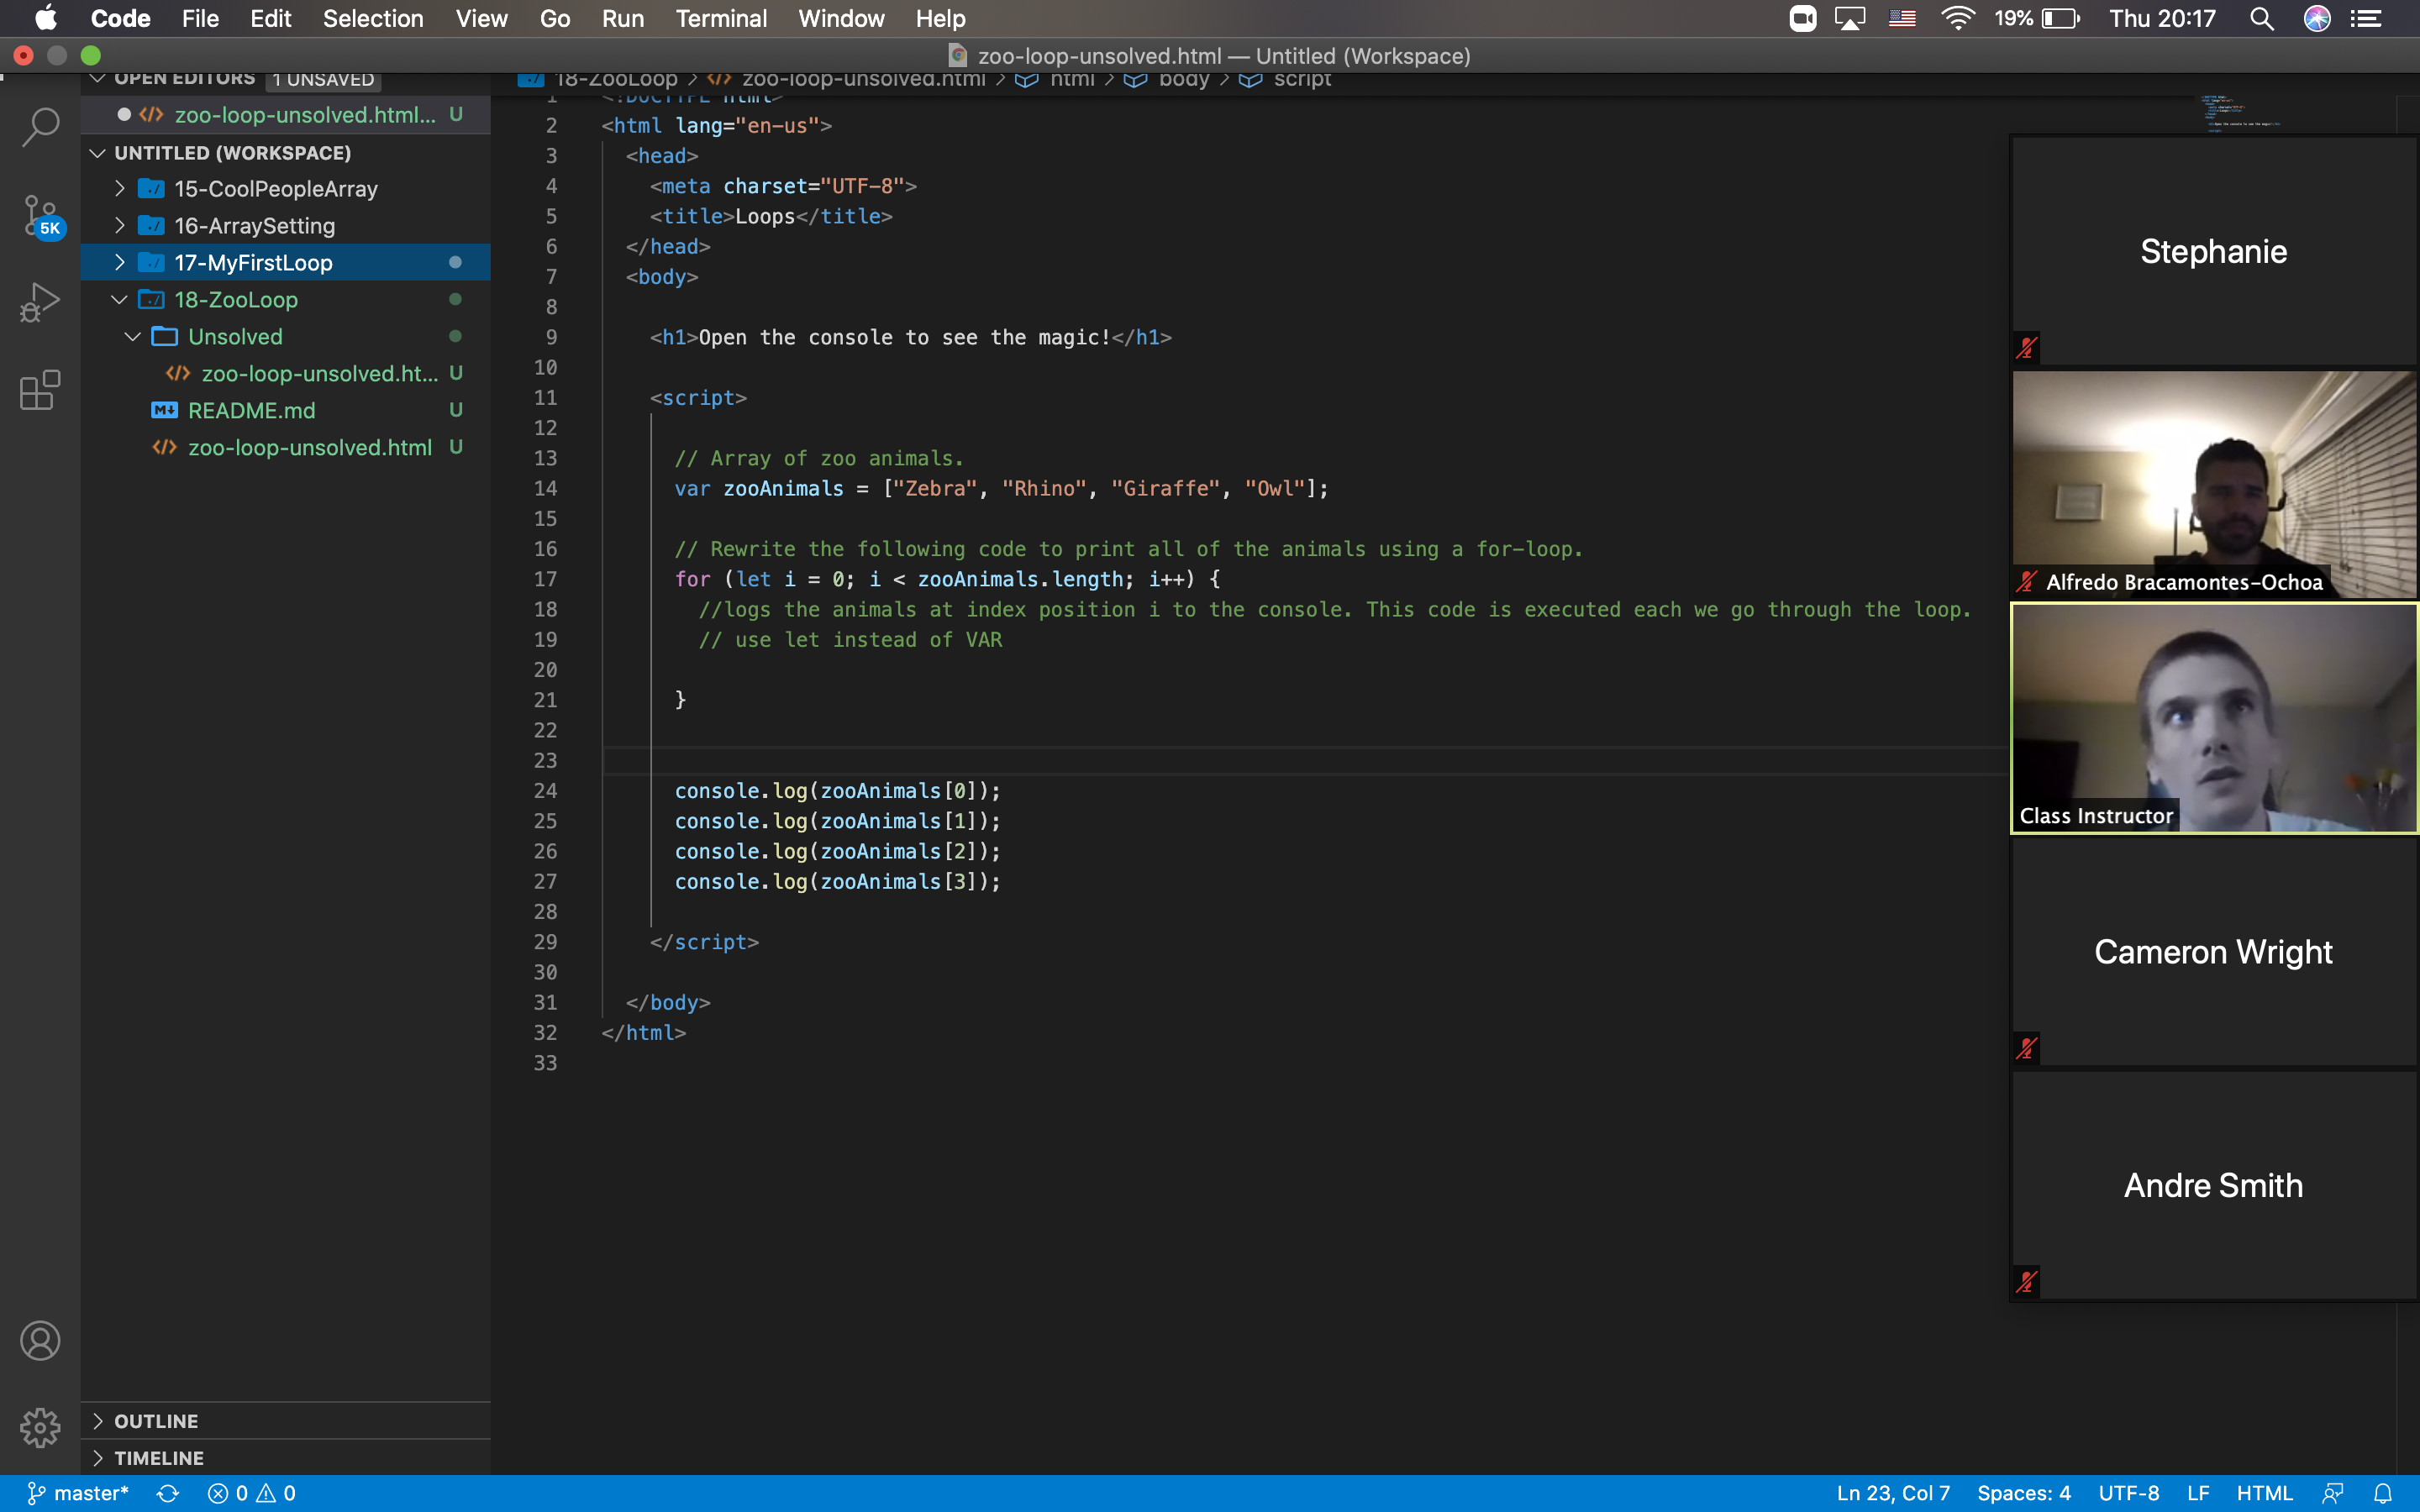 Code File Edit Selection View Go Run Terminal Window Help 19% Thu 20:17
zoo-loop-unsolved.html — Untitled (Workspace)
OPEN EDITORS 1 UNSAVED
zoo-loop-unsolved.html... U
UNTITLED (WORKSPACE)
15-CoolPeopleArray
16-ArraySetting
17-MyFirstLoop
18-ZooLoop
Unsolved
zoo-loop-unsolved.ht... U
README.md U
zoo-loop-unsolved.html U
5K
OUTLINE
TIMELINE
18-ZooLoop > zoo-loop-unsolved.html > html > body > script
1 <!DOCTYPE html>
2 <html lang="en-us">
3 <head>
4 <meta charset="UTF-8">
5 <title>Loops</title>
6 </head>
7 <body>
8
9 <h1>Open the console to see the magic!</h1>
10
11 <script>
12
13 // Array of zoo animals.
14 var zooAnimals = ["Zebra", "Rhino", "Giraffe", "Owl"];
15
16 // Rewrite the following code to print all of the animals using a for-loop.
17 for (let i = 0; i < zooAnimals.length; i++) {
18 //logs the animals at index position i to the console. This code is executed each we go through the loop.
19 // use let instead of VAR
20
21 }
22
23
24 console.log(zooAnimals[0]);
25 console.log(zooAnimals[1]);
26 console.log(zooAnimals[2]);
27 console.log(zooAnimals[3]);
28
29 </script>
30
31 </body>
32 </html>
33
Stephanie
Alfredo Bracamontes-Ochoa
Class Instructor
Cameron Wright
Andre Smith
master* 0 0 Ln 23, Col 7 Spaces: 4 UTF-8 LF HTML